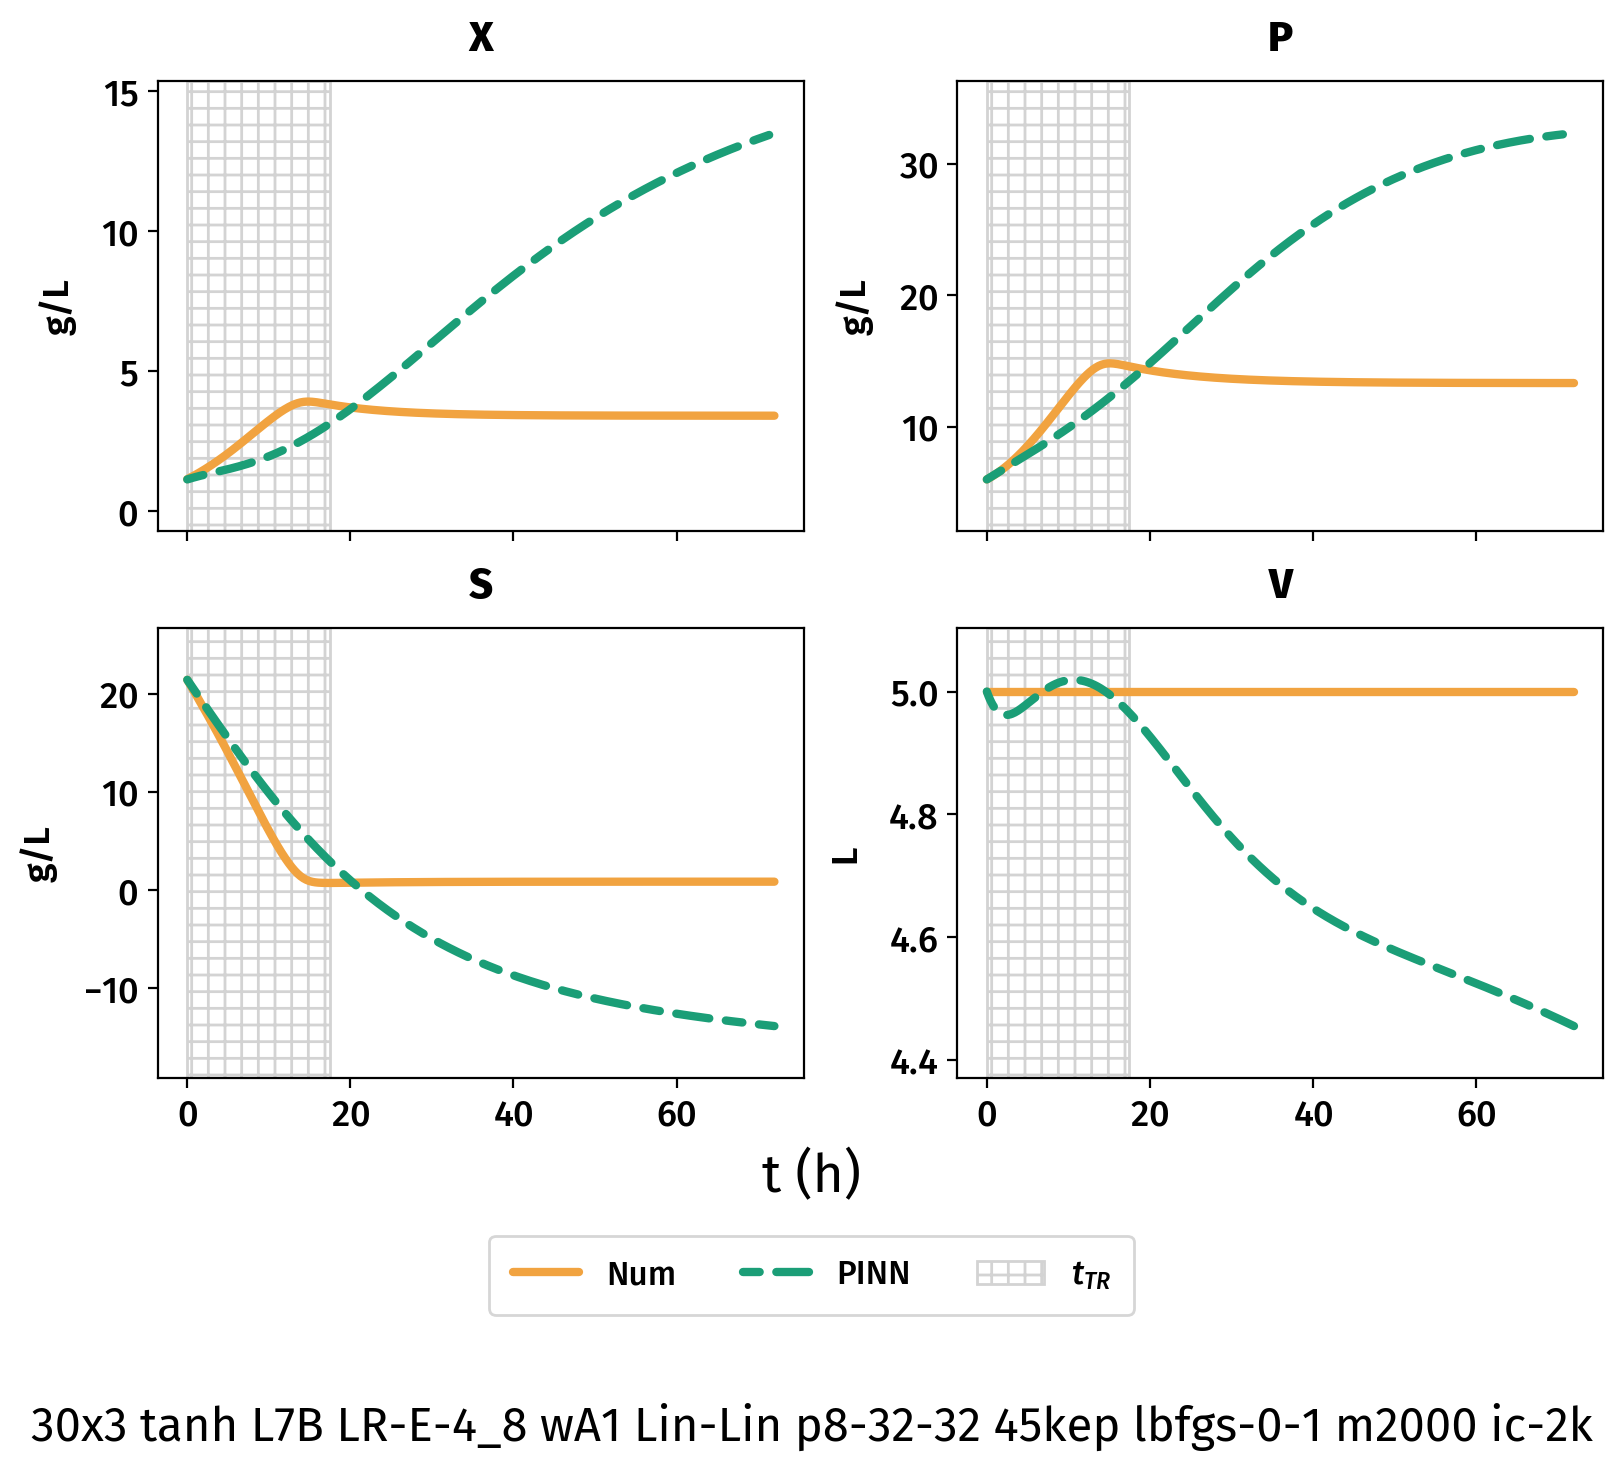 X
P
15
10
5
0
g/L
30
20
10
g/L
S
V
20
10
0
−10
g/L
5.0
4.8
4.6
4.4
L
0 20 40 60
0 20 40 60
t (h)
Num PINN t_TR
30x3 tanh L7B LR-E-4_8 wA1 Lin-Lin p8-32-32 45kep lbfgs-0-1 m2000 ic-2k